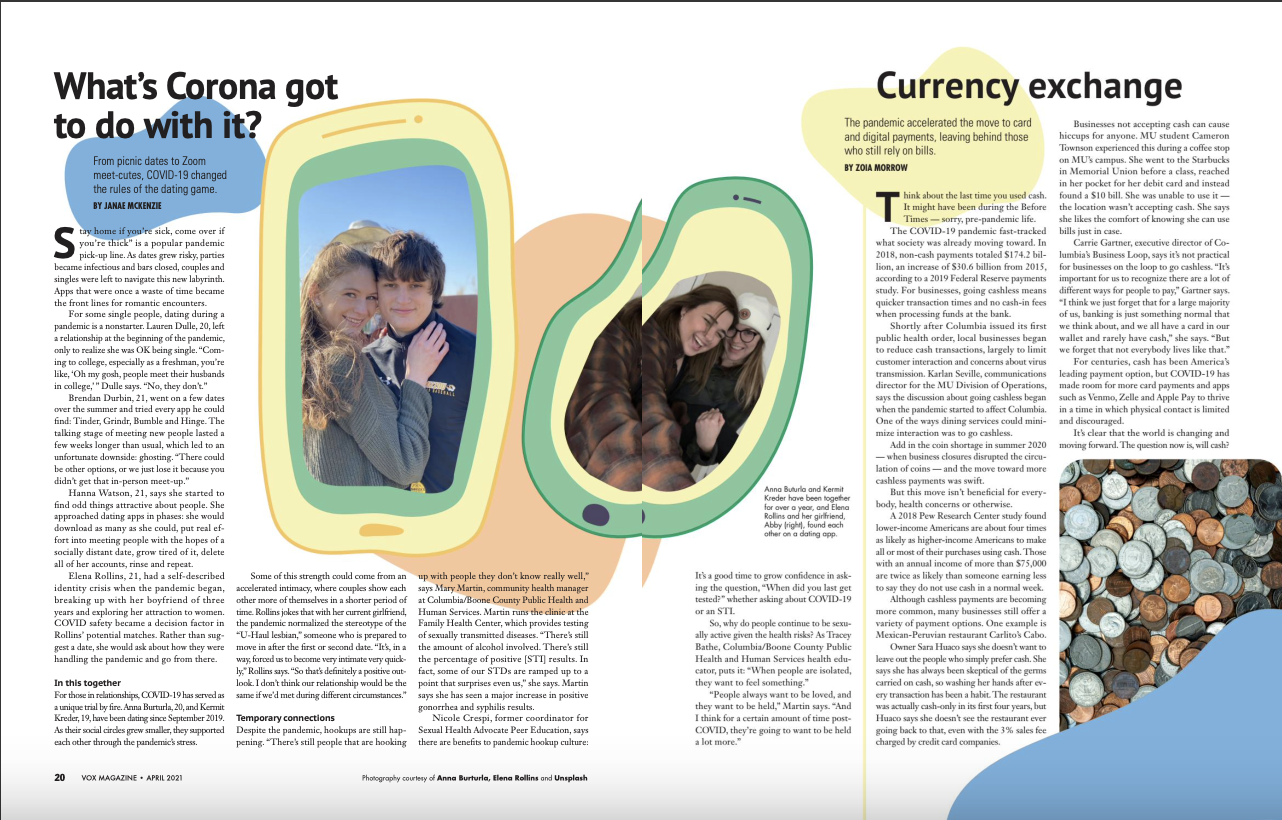 What's Corona got
to do with it?
From picnic dates to Zoom
meet-cutes, COVID-19 changed
the rules of the dating game.
BY JANAE MCKENZIE
Stay home if you're sick, come over if
you're thick" is a popular pandemic
pick-up line. As dates grew risky, parties
became infectious and bars closed, couples and
singles were left to navigate this new labyrinth.
Apps that were once a waste of time became
the front lines for romantic encounters.
For some single people, dating during a
pandemic is a nonstarter. Lauren Dulle, 20, left
a relationship at the beginning of the pandemic,
only to realize she was OK being single. "Com-
ing to college, especially as a freshman, you're
like, 'Oh my gosh, people meet their husbands
in college,' " Dulle says. "No, they don't."
Brendan Durbin, 21, went on a few dates
over the summer and tried every app he could
find: Tinder, Grindr, Bumble and Hinge. The
talking stage of meeting new people lasted a
few weeks longer than usual, which led to an
unfortunate downside: ghosting. "There could
be other options, or we just lose it because you
didn't get that in-person meet-up."
Hanna Watson, 21, says she started to
find odd things attractive about people. She
approached dating apps in phases: she would
download as many as she could, put real ef-
fort into meeting people with the hopes of a
socially distant date, grow tired of it, delete
all of her accounts, rinse and repeat.
Elena Rollins, 21, had a self-described
identity crisis when the pandemic began,
breaking up with her boyfriend of three
years and exploring her attraction to women.
COVID safety became a decision factor in
Rollins' potential matches. Rather than sug-
gest a date, she would ask about how they were
handling the pandemic and go from there.
In this together
For those in relationships, COVID-19 has served as
a unique trial by fire. Anna Burturla, 20, and Kermit
Kreder, 19, have been dating since September 2019.
As their social circles grew smaller, they supported
each other through the pandemic's stress.
Some of this strength could come from an
accelerated intimacy, where couples show each
other more of themselves in a shorter period of
time. Rollins jokes that with her current girlfriend,
the pandemic normalized the stereotype of the
"U-Haul lesbian," someone who is prepared to
move in after the first or second date. "It's, in a
way, forced us to become very intimate very quick-
ly," Rollins says. "So that's definitely a positive out-
look. I don't think our relationship would be the
same if we'd met during different circumstances."
Temporary connections
Despite the pandemic, hookups are still hap-
pening. "There's still people that are hooking
up with people they don't know really well,"
says Mary Martin, community health manager
at Columbia/Boone County Public Health and
Human Services. Martin runs the clinic at the
Family Health Center, which provides testing
of sexually transmitted diseases. "There's still
the amount of alcohol involved. There's still
the percentage of positive [STI] results. In
fact, some of our STDs are ramped up to a
point that surprises even us," she says. Martin
says she has seen a major increase in positive
gonorrhea and syphilis results.
Nicole Crespi, former coordinator for
Sexual Health Advocate Peer Education, says
there are benefits to pandemic hookup culture:
It's a good time to grow confidence in ask-
ing the question, "When did you last get
tested?" whether asking about COVID-19
or an STI.
So, why do people continue to be sexu-
ally active given the health risks? As Tracey
Bathe, Columbia/Boone County Public
Health and Human Services health edu-
cator, puts it: "When people are isolated,
they want to feel something."
"People always want to be loved, and
they want to be held," Martin says. "And
I think for a certain amount of time post-
COVID, they're going to want to be held
a lot more."
Anna Buturla and Kermit
Kreder have been together
for over a year, and Elena
Rollins and her girlfriend,
Abby (right), found each
other on a dating app.
20 VOX MAGAZINE • APRIL 2021
Photography courtesy of Anna Burturla, Elena Rollins and Unsplash
Currency exchange
The pandemic accelerated the move to card
and digital payments, leaving behind those
who still rely on bills.
BY ZOIA MORROW
Think about the last time you used cash.
It might have been during the Before
Times — sorry, pre-pandemic life.
The COVID-19 pandemic fast-tracked
what society was already moving toward. In
2018, non-cash payments totaled $174.2 bil-
lion, an increase of $30.6 billion from 2015,
according to a 2019 Federal Reserve payments
study. For businesses, going cashless means
quicker transaction times and no cash-in fees
when processing funds at the bank.
Shortly after Columbia issued its first
public health order, local businesses began
to reduce cash transactions, largely to limit
customer interaction and concerns about virus
transmission. Karlan Seville, communications
director for the MU Division of Operations,
says the discussion about going cashless began
when the pandemic started to affect Columbia.
One of the ways dining services could mini-
mize interaction was to go cashless.
Add in the coin shortage in summer 2020
— when business closures disrupted the circu-
lation of coins — and the move toward more
cashless payments was swift.
But this move isn't beneficial for every-
body, health concerns or otherwise.
A 2018 Pew Research Center study found
lower-income Americans are about four times
as likely as higher-income Americans to make
all or most of their purchases using cash. Those
with an annual income of more than $75,000
are twice as likely than someone earning less
to say they do not use cash in a normal week.
Although cashless payments are becoming
more common, many businesses still offer a
variety of payment options. One example is
Mexican-Peruvian restaurant Carlito's Cabo.
Owner Sara Huaco says she doesn't want to
leave out the people who simply prefer cash. She
says she has always been skeptical of the germs
carried on cash, so washing her hands after ev-
ery transaction has been a habit. The restaurant
was actually cash-only in its first four years, but
Huaco says she doesn't see the restaurant ever
going back to that, even with the 3% sales fee
charged by credit card companies.
Businesses not accepting cash can cause
hiccups for anyone. MU student Cameron
Townson experienced this during a coffee stop
on MU's campus. She went to the Starbucks
in Memorial Union before a class, reached
in her pocket for her debit card and instead
found a $10 bill. She was unable to use it —
the location wasn't accepting cash. She says
she likes the comfort of knowing she can use
bills just in case.
Carrie Gartner, executive director of Co-
lumbia's Business Loop, says it's not practical
for businesses on the loop to go cashless. "It's
important for us to recognize there are a lot of
different ways for people to pay," Gartner says.
"I think we just forget that for a large majority
of us, banking is just something normal that
we think about, and we all have a card in our
wallet and rarely have cash," she says. "But
we forget that not everybody lives like that."
For centuries, cash has been America's
leading payment option, but COVID-19 has
made room for more card payments and apps
such as Venmo, Zelle and Apple Pay to thrive
in a time in which physical contact is limited
and discouraged.
It's clear that the world is changing and
moving forward. The question now is, will cash?